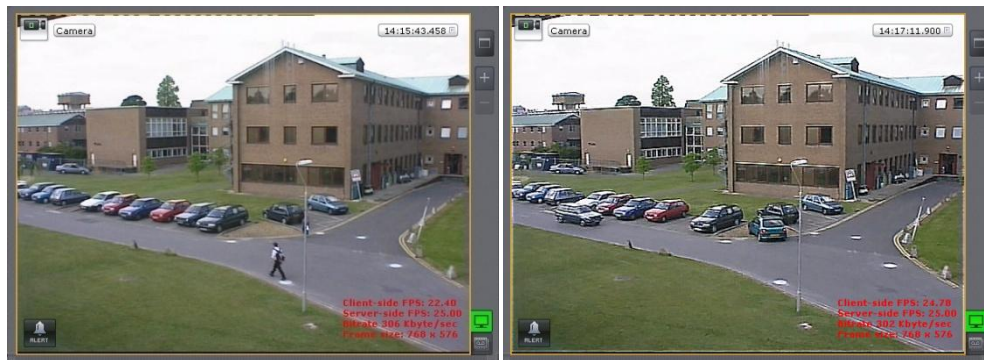 Camera
14:15:43.458
Client-side FPS: 22.40
Server-side FPS: 25.00
Bitrate 306 Kbyte/sec
Frame size: 768 x 576
ALERT
Camera
14:17:11.900
Client-side FPS: 24.78
Server-side FPS: 25.00
Bitrate 302 Kbyte/sec
Frame size: 768 x 576
ALERT